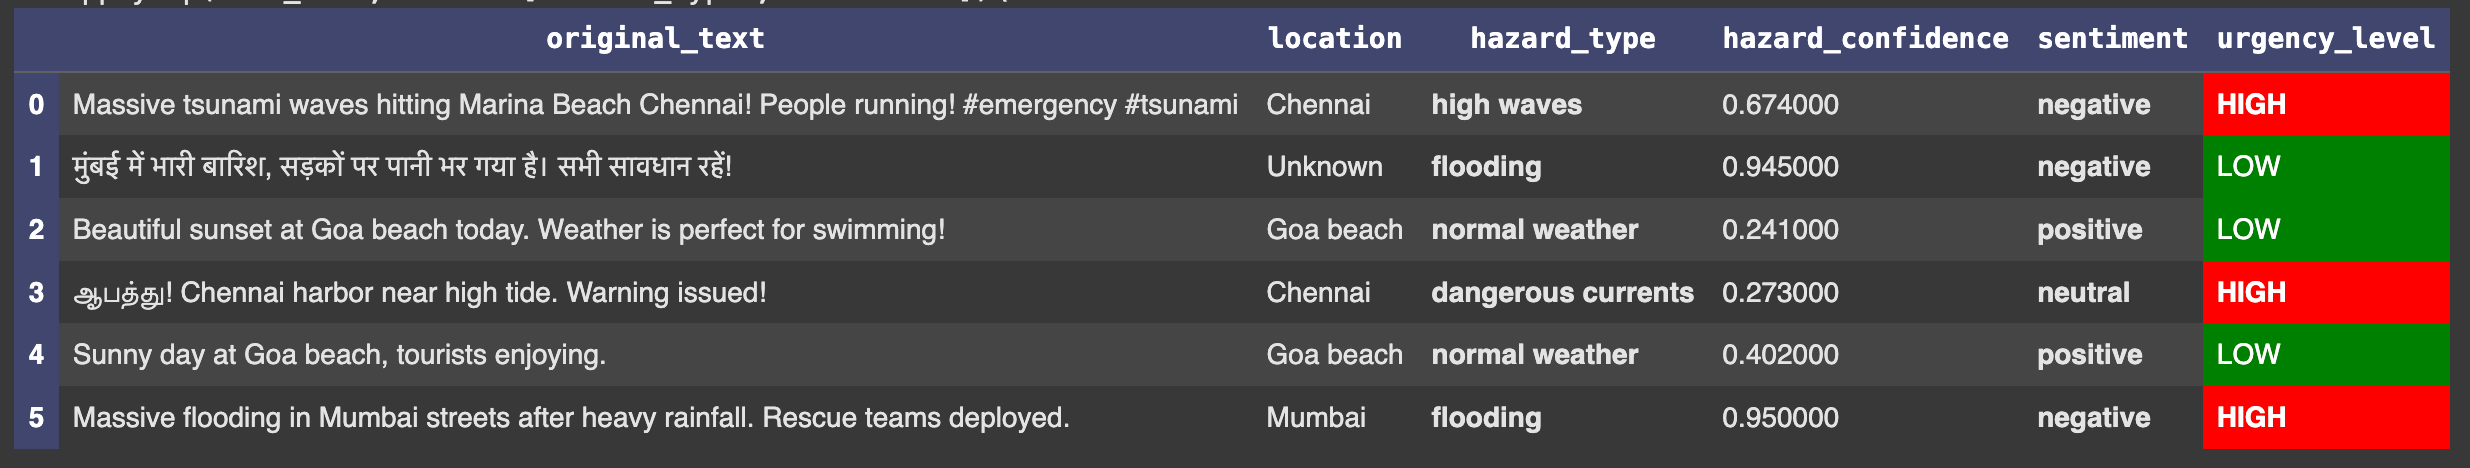 original_text location hazard_type hazard_confidence sentiment urgency_level
0 Massive tsunami waves hitting Marina Beach Chennai! People running! #emergency #tsunami Chennai high waves 0.674000 negative HIGH
1 मुंबई में भारी बारिश, सड़कों पर पानी भर गया है। सभी सावधान रहें! Unknown flooding 0.945000 negative LOW
2 Beautiful sunset at Goa beach today. Weather is perfect for swimming! Goa beach normal weather 0.241000 positive LOW
3 ஆபத்து! Chennai harbor near high tide. Warning issued! Chennai dangerous currents 0.273000 neutral HIGH
4 Sunny day at Goa beach, tourists enjoying. Goa beach normal weather 0.402000 positive LOW
5 Massive flooding in Mumbai streets after heavy rainfall. Rescue teams deployed. Mumbai flooding 0.950000 negative HIGH